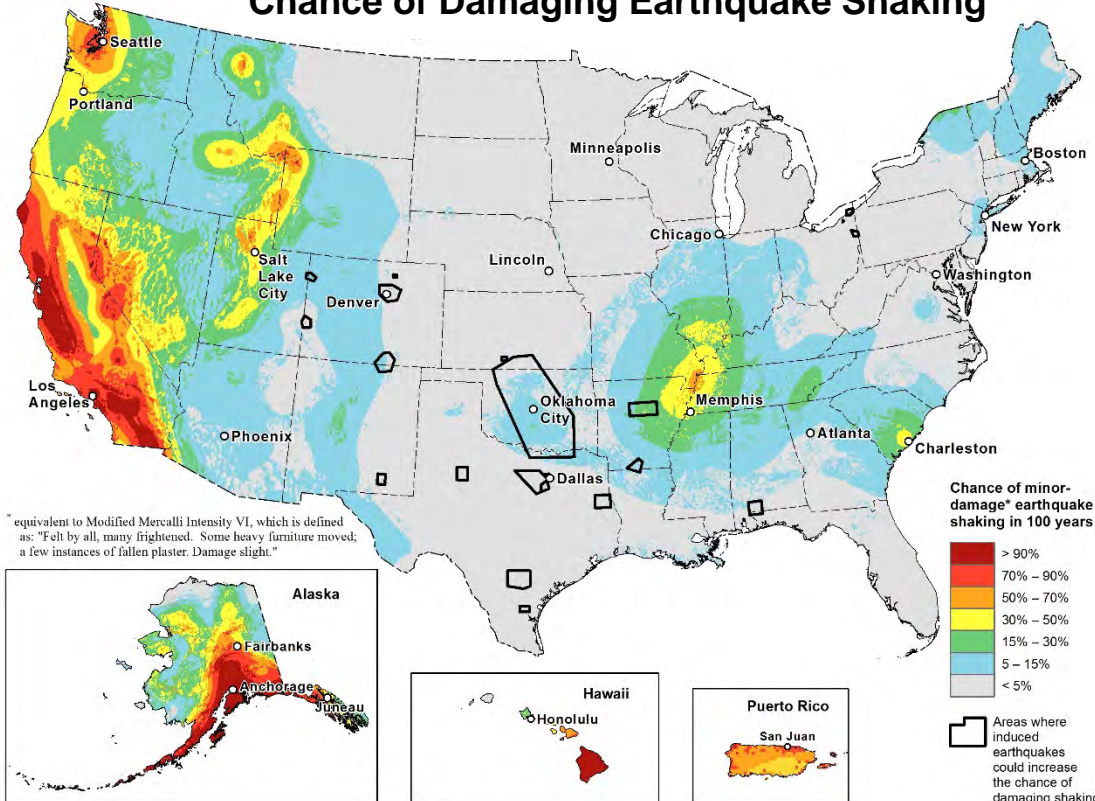 Chance of Damaging Earthquake Shaking
Seattle
Portland
Minneapolis
Boston
New York
Chicago
Salt
Lake
City
Lincoln
Washington
Denver
Los
Angeles
Oklahoma
City
Memphis
Phoenix
Atlanta
Charleston
Dallas
* equivalent to Modified Mercalli Intensity VI, which is defined
as: "Felt by all, many frightened. Some heavy furniture moved;
a few instances of fallen plaster. Damage slight."
Chance of minor-
damage* earthquake
shaking in 100 years
> 90%
70% – 90%
50% – 70%
30% – 50%
15% – 30%
5 – 15%
< 5%
Areas where
induced
earthquakes
could increase
the chance of
damaging shaking
Alaska
Fairbanks
Anchorage
Juneau
Hawaii
Honolulu
Puerto Rico
San Juan